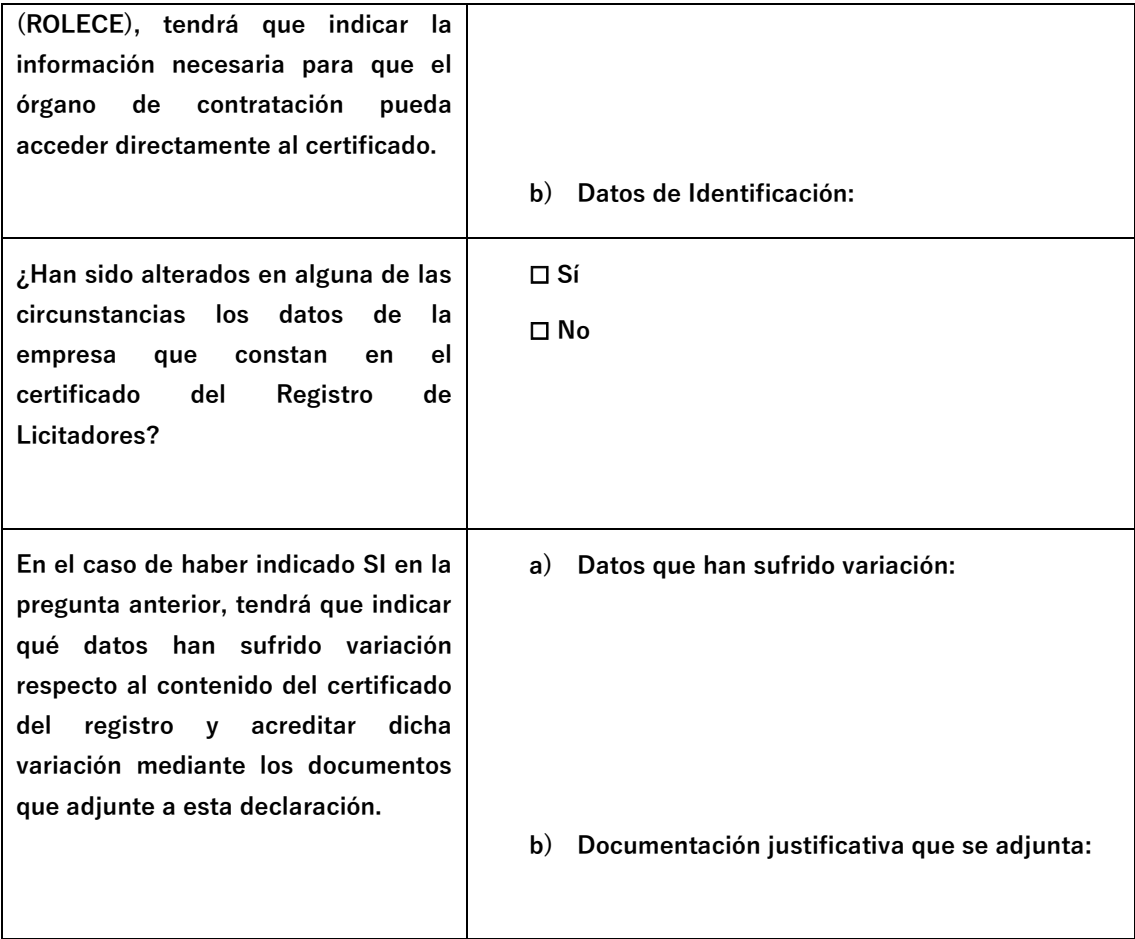 (ROLECE), tendrá que indicar la
información necesaria para que el
órgano de contratación pueda
acceder directamente al certificado.
b) Datos de Identificación:
¿Han sido alterados en alguna de las
circunstancias los datos de la
empresa que constan en el
certificado del Registro de
Licitadores?
☐ Sí
☐ No
En el caso de haber indicado SI en la
pregunta anterior, tendrá que indicar
qué datos han sufrido variación
respecto al contenido del certificado
del registro y acreditar dicha
variación mediante los documentos
que adjunte a esta declaración.
a) Datos que han sufrido variación:
b) Documentación justificativa que se adjunta: